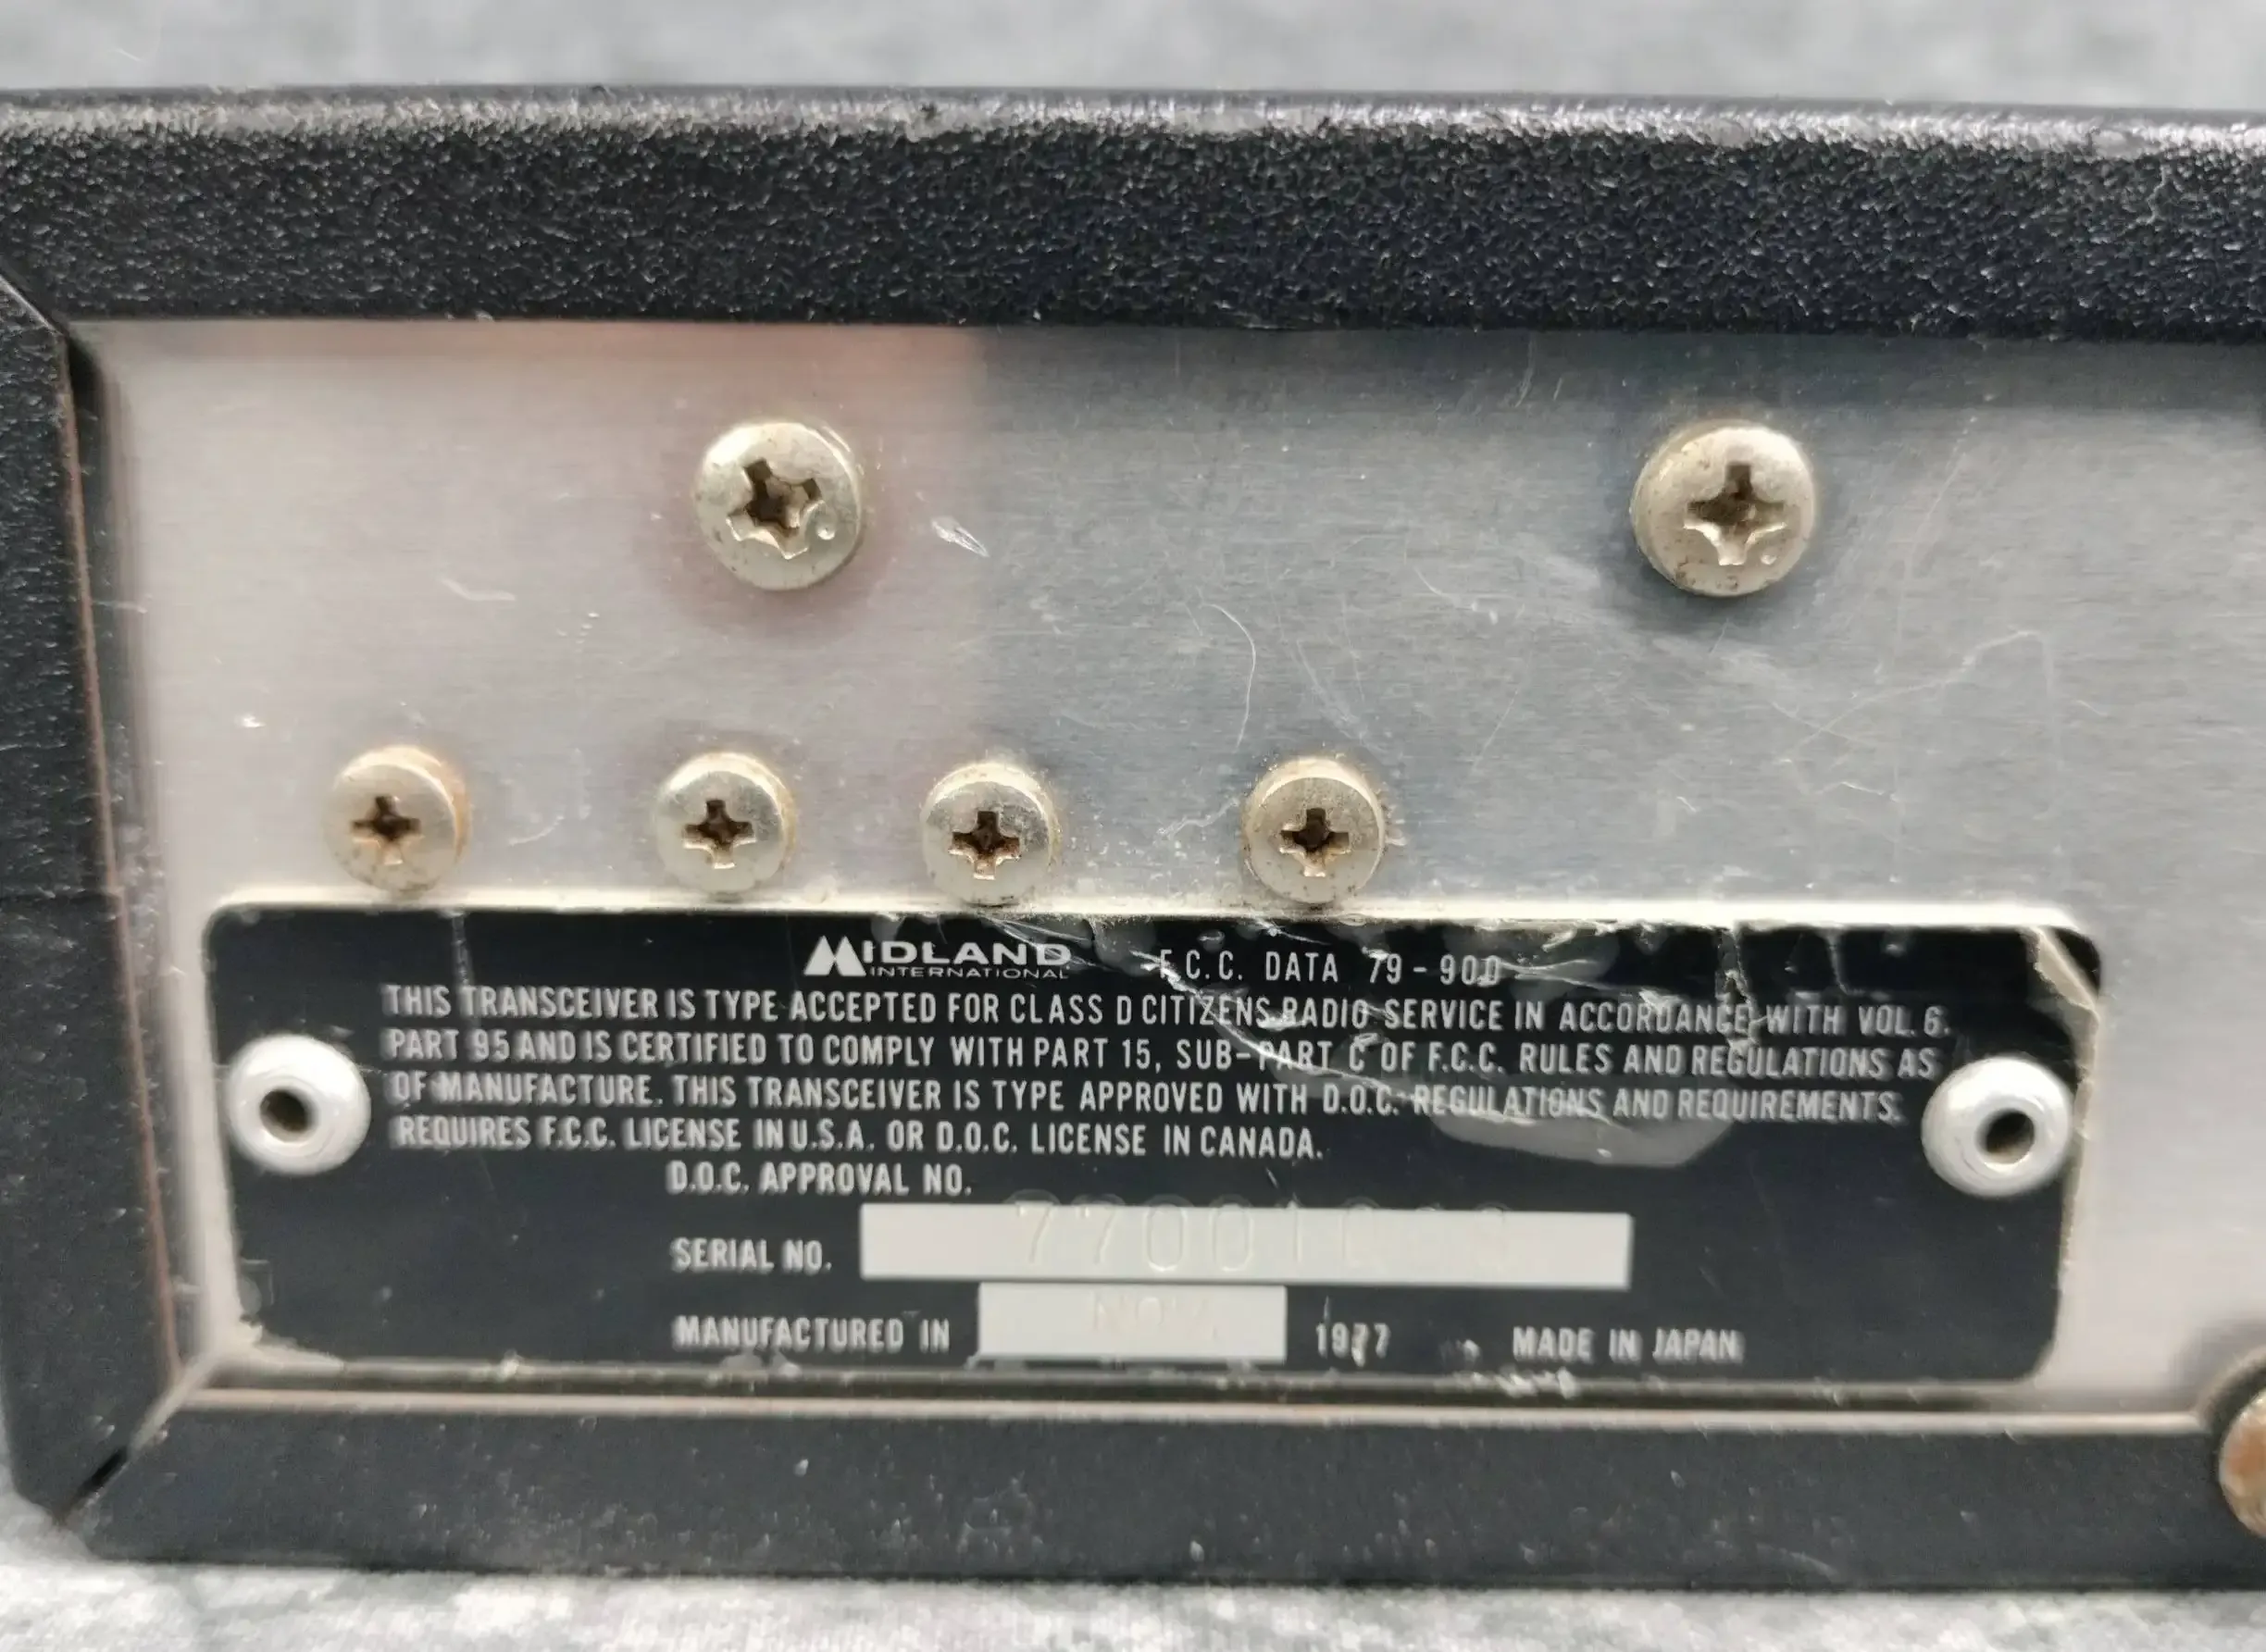 MIDLAND INTERNATIONAL F.C.C. DATA 79-900
THIS TRANSCEIVER IS TYPE ACCEPTED FOR CLASS D CITIZENS RADIO SERVICE IN ACCORDANCE WITH VOL. 6.
PART 95 AND IS CERTIFIED TO COMPLY WITH PART 15, SUB-PART C OF F.C.C. RULES AND REGULATIONS AS
OF MANUFACTURE. THIS TRANSCEIVER IS TYPE APPROVED WITH D.O.C. REGULATIONS AND REQUIREMENTS.
REQUIRES F.C.C. LICENSE IN U.S.A. OR D.O.C. LICENSE IN CANADA.
D.O.C. APPROVAL NO.
SERIAL NO.
MANUFACTURED IN 1977 MADE IN JAPAN